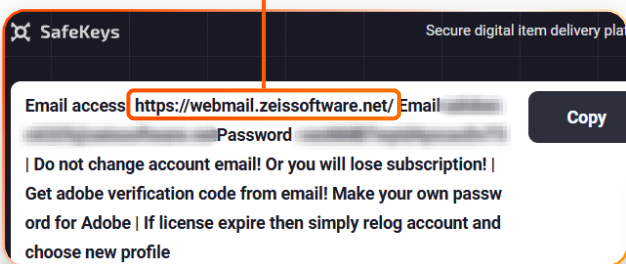 SafeKeys
Secure digital item delivery plat
Email access https://webmail.zeissoftware.net/ Email
Password
Copy
| Do not change account email! Or you will lose subscription! |
Get adobe verification code from email! Make your own passw
ord for Adobe | If license expire then simply relog account and
choose new profile